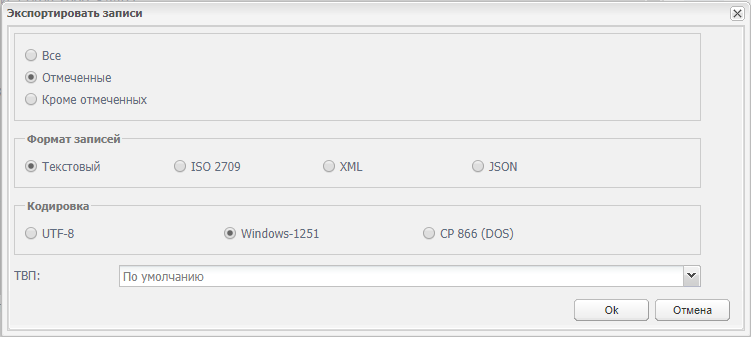 Экспортировать записи
Все
Отмеченные
Кроме отмеченных
Формат записей
Текстовый ISO 2709 XML JSON
Кодировка
UTF-8 Windows-1251 CP 866 (DOS)
ТВП: По умолчанию
Ok Отмена